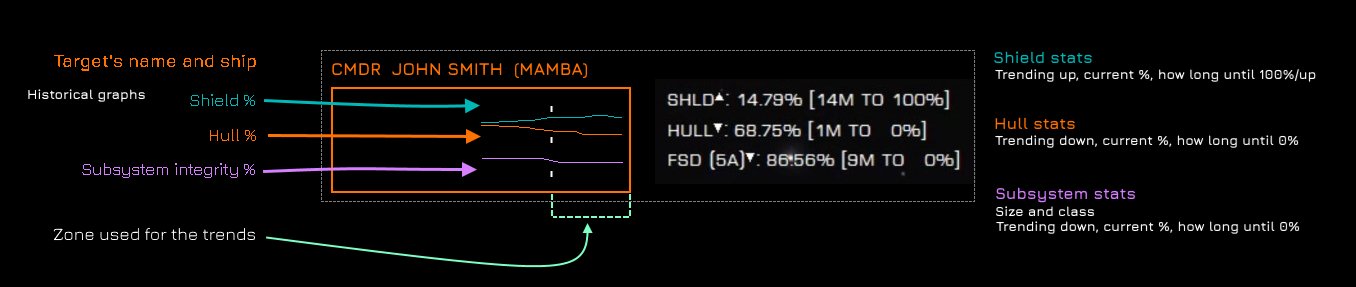 Target's name and ship
Historical graphs
Shield %
Hull %
Subsystem integrity %
Zone used for the trends
CMDR JOHN SMITH (MAMBA)
SHLD▲: 14.79% [14M TO 100%]
HULL▼: 68.75% [1M TO 0%]
FSD (5A)▼: 86.56% [9M TO 0%]
Shield stats
Trending up, current %, how long until 100%/up
Hull stats
Trending down, current %, how long until 0%
Subsystem stats
Size and class
Trending down, current %, how long until 0%